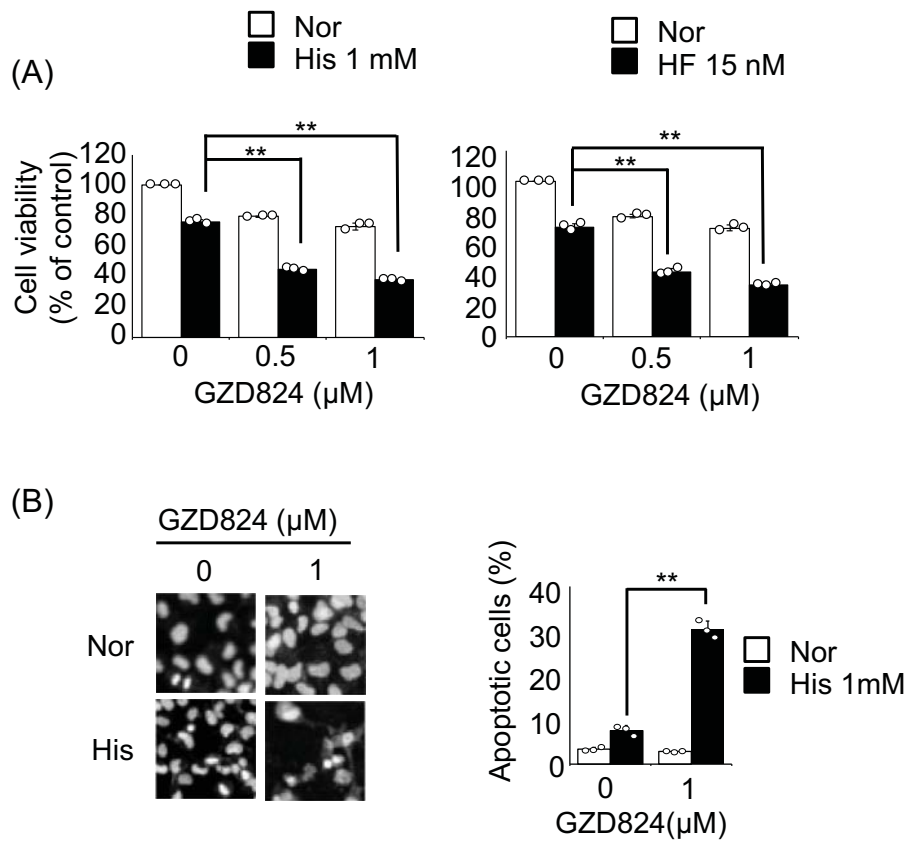 (A)
Nor
His 1 mM
Nor
HF 15 nM
Cell viability
(% of control)
120
100
80
60
40
20
0
**
**
0 0.5 1
GZD824 (µM)
120
100
80
60
40
20
0
**
**
0 0.5 1
GZD824 (µM)
(B)
GZD824 (µM)
0 1
Nor
His
Apoptotic cells (%)
40
30
20
10
0
**
0 1
GZD824(µM)
Nor
His 1mM